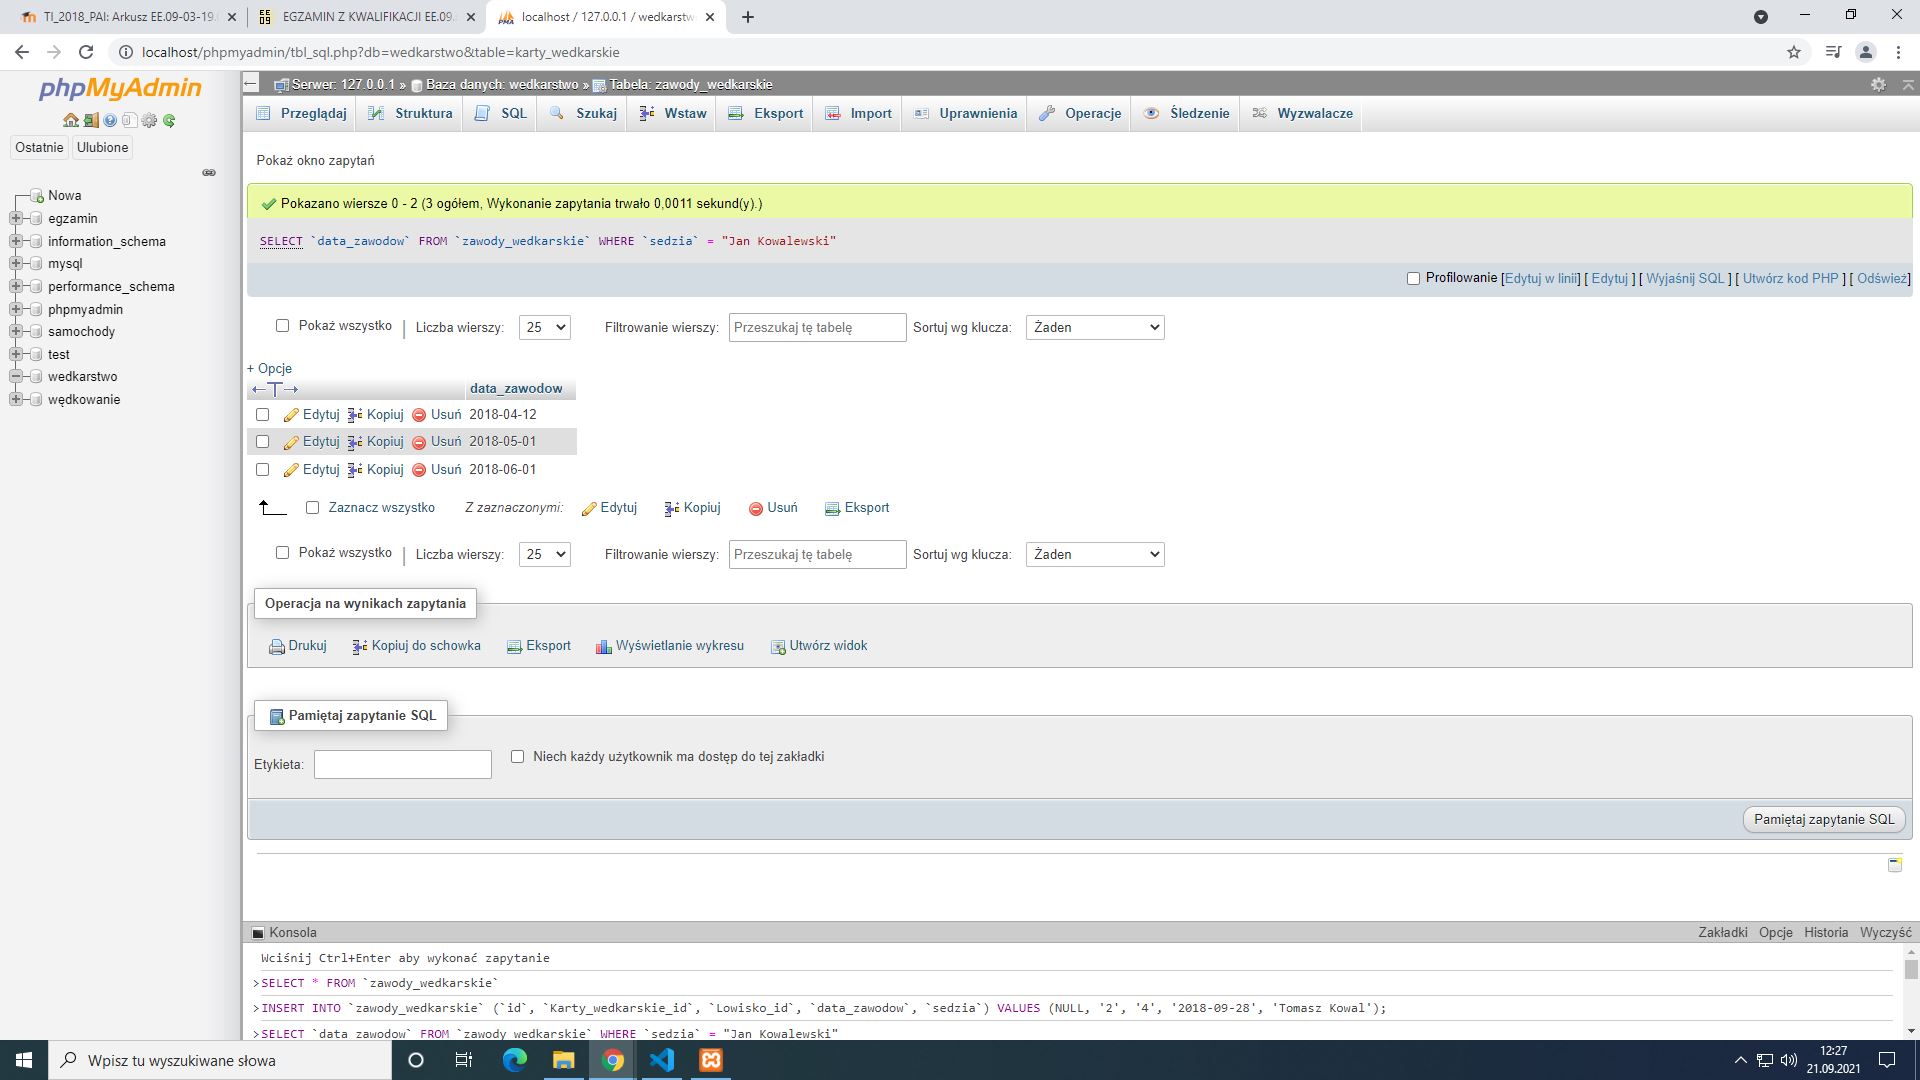 TI_2018_PAI: Arkusz EE.09-03-19.0
EE 09
EGZAMIN Z KWALIFIKACJI EE.09.
localhost / 127.0.0.1 / wedkarstw
localhost/phpmyadmin/tbl_sql.php?db=wedkarstwo&table=karty_wedkarskie
phpMyAdmin
Ostatnie Ulubione
Nowa
egzamin
information_schema
mysql
performance_schema
phpmyadmin
samochody
test
wedkarstwo
wędkowanie
Serwer: 127.0.0.1 » Baza danych: wedkarstwo » Tabela: zawody_wedkarskie
Przeglądaj Struktura SQL Szukaj Wstaw Eksport Import Uprawnienia Operacje Śledzenie Wyzwalacze
Pokaż okno zapytań
Pokazano wiersze 0 - 2 (3 ogółem, Wykonanie zapytania trwało 0,0011 sekund(y).)
SELECT `data_zawodow` FROM `zawody_wedkarskie` WHERE `sedzia` = "Jan Kowalewski"
Profilowanie [Edytuj w linii] [ Edytuj ] [ Wyjaśnij SQL ] [ Utwórz kod PHP ] [ Odśwież]
Pokaż wszystko | Liczba wierszy: 25 Filtrowanie wierszy: Przeszukaj tę tabelę Sortuj wg klucza: Żaden
+ Opcje
←T→ data_zawodow
Edytuj Kopiuj Usuń 2018-04-12
Edytuj Kopiuj Usuń 2018-05-01
Edytuj Kopiuj Usuń 2018-06-01
Zaznacz wszystko Z zaznaczonymi: Edytuj Kopiuj Usuń Eksport
Pokaż wszystko | Liczba wierszy: 25 Filtrowanie wierszy: Przeszukaj tę tabelę Sortuj wg klucza: Żaden
Operacja na wynikach zapytania
Drukuj Kopiuj do schowka Eksport Wyświetlanie wykresu Utwórz widok
Pamiętaj zapytanie SQL
Etykieta: Niech każdy użytkownik ma dostęp do tej zakładki
Pamiętaj zapytanie SQL
Konsola Zakładki Opcje Historia Wyczyść
Wciśnij Ctrl+Enter aby wykonać zapytanie
>SELECT * FROM `zawody_wedkarskie`
>INSERT INTO `zawody_wedkarskie` (`id`, `Karty_wedkarskie_id`, `Lowisko_id`, `data_zawodow`, `sedzia`) VALUES (NULL, '2', '4', '2018-09-28', 'Tomasz Kowal');
>SELECT `data_zawodow` FROM `zawody_wedkarskie` WHERE `sedzia` = "Jan Kowalewski"
Wpisz tu wyszukiwane słowa
12:27
21.09.2021